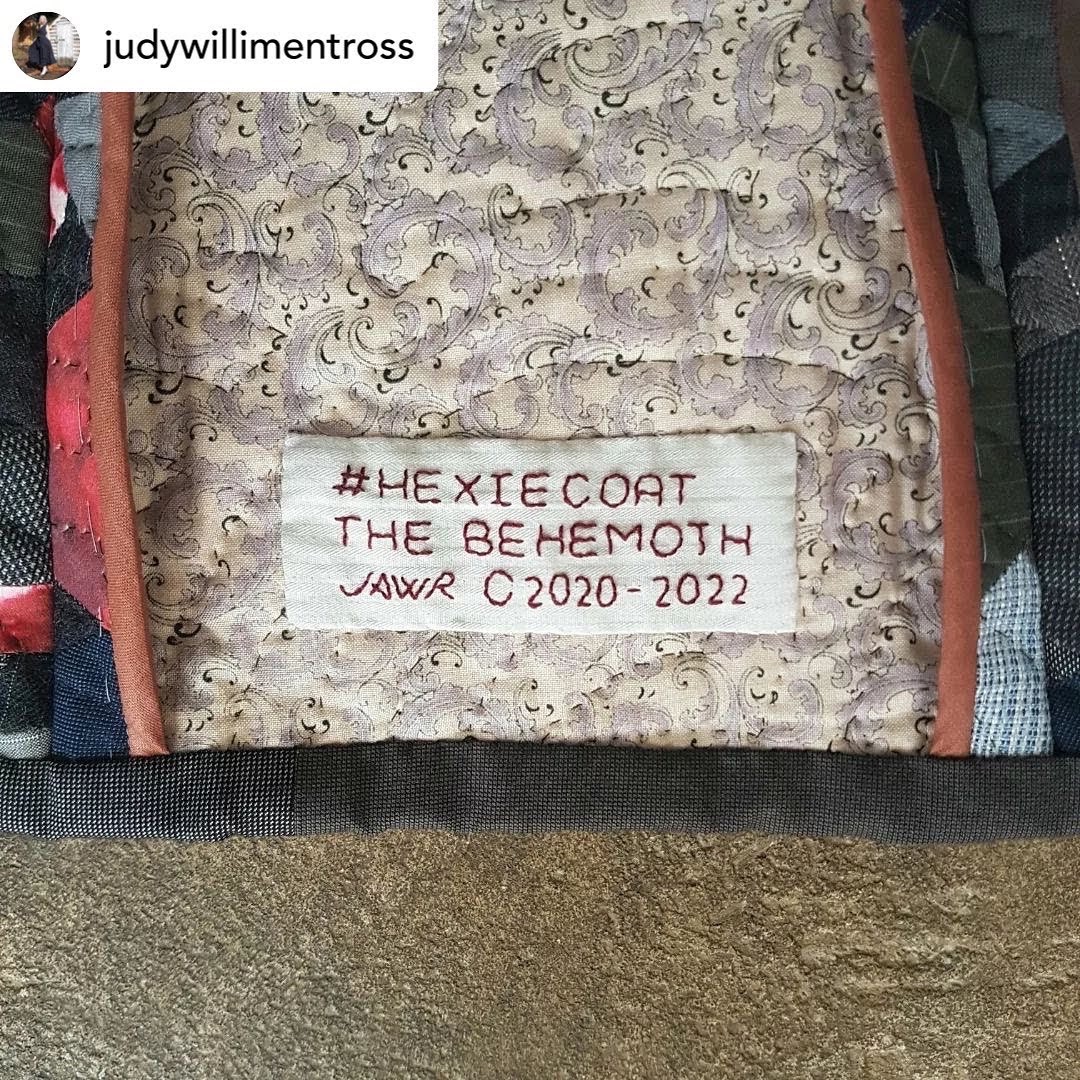 judywillimentross
#HEXIECOAT
THE BEHEMOTH
JAWR C 2020-2022